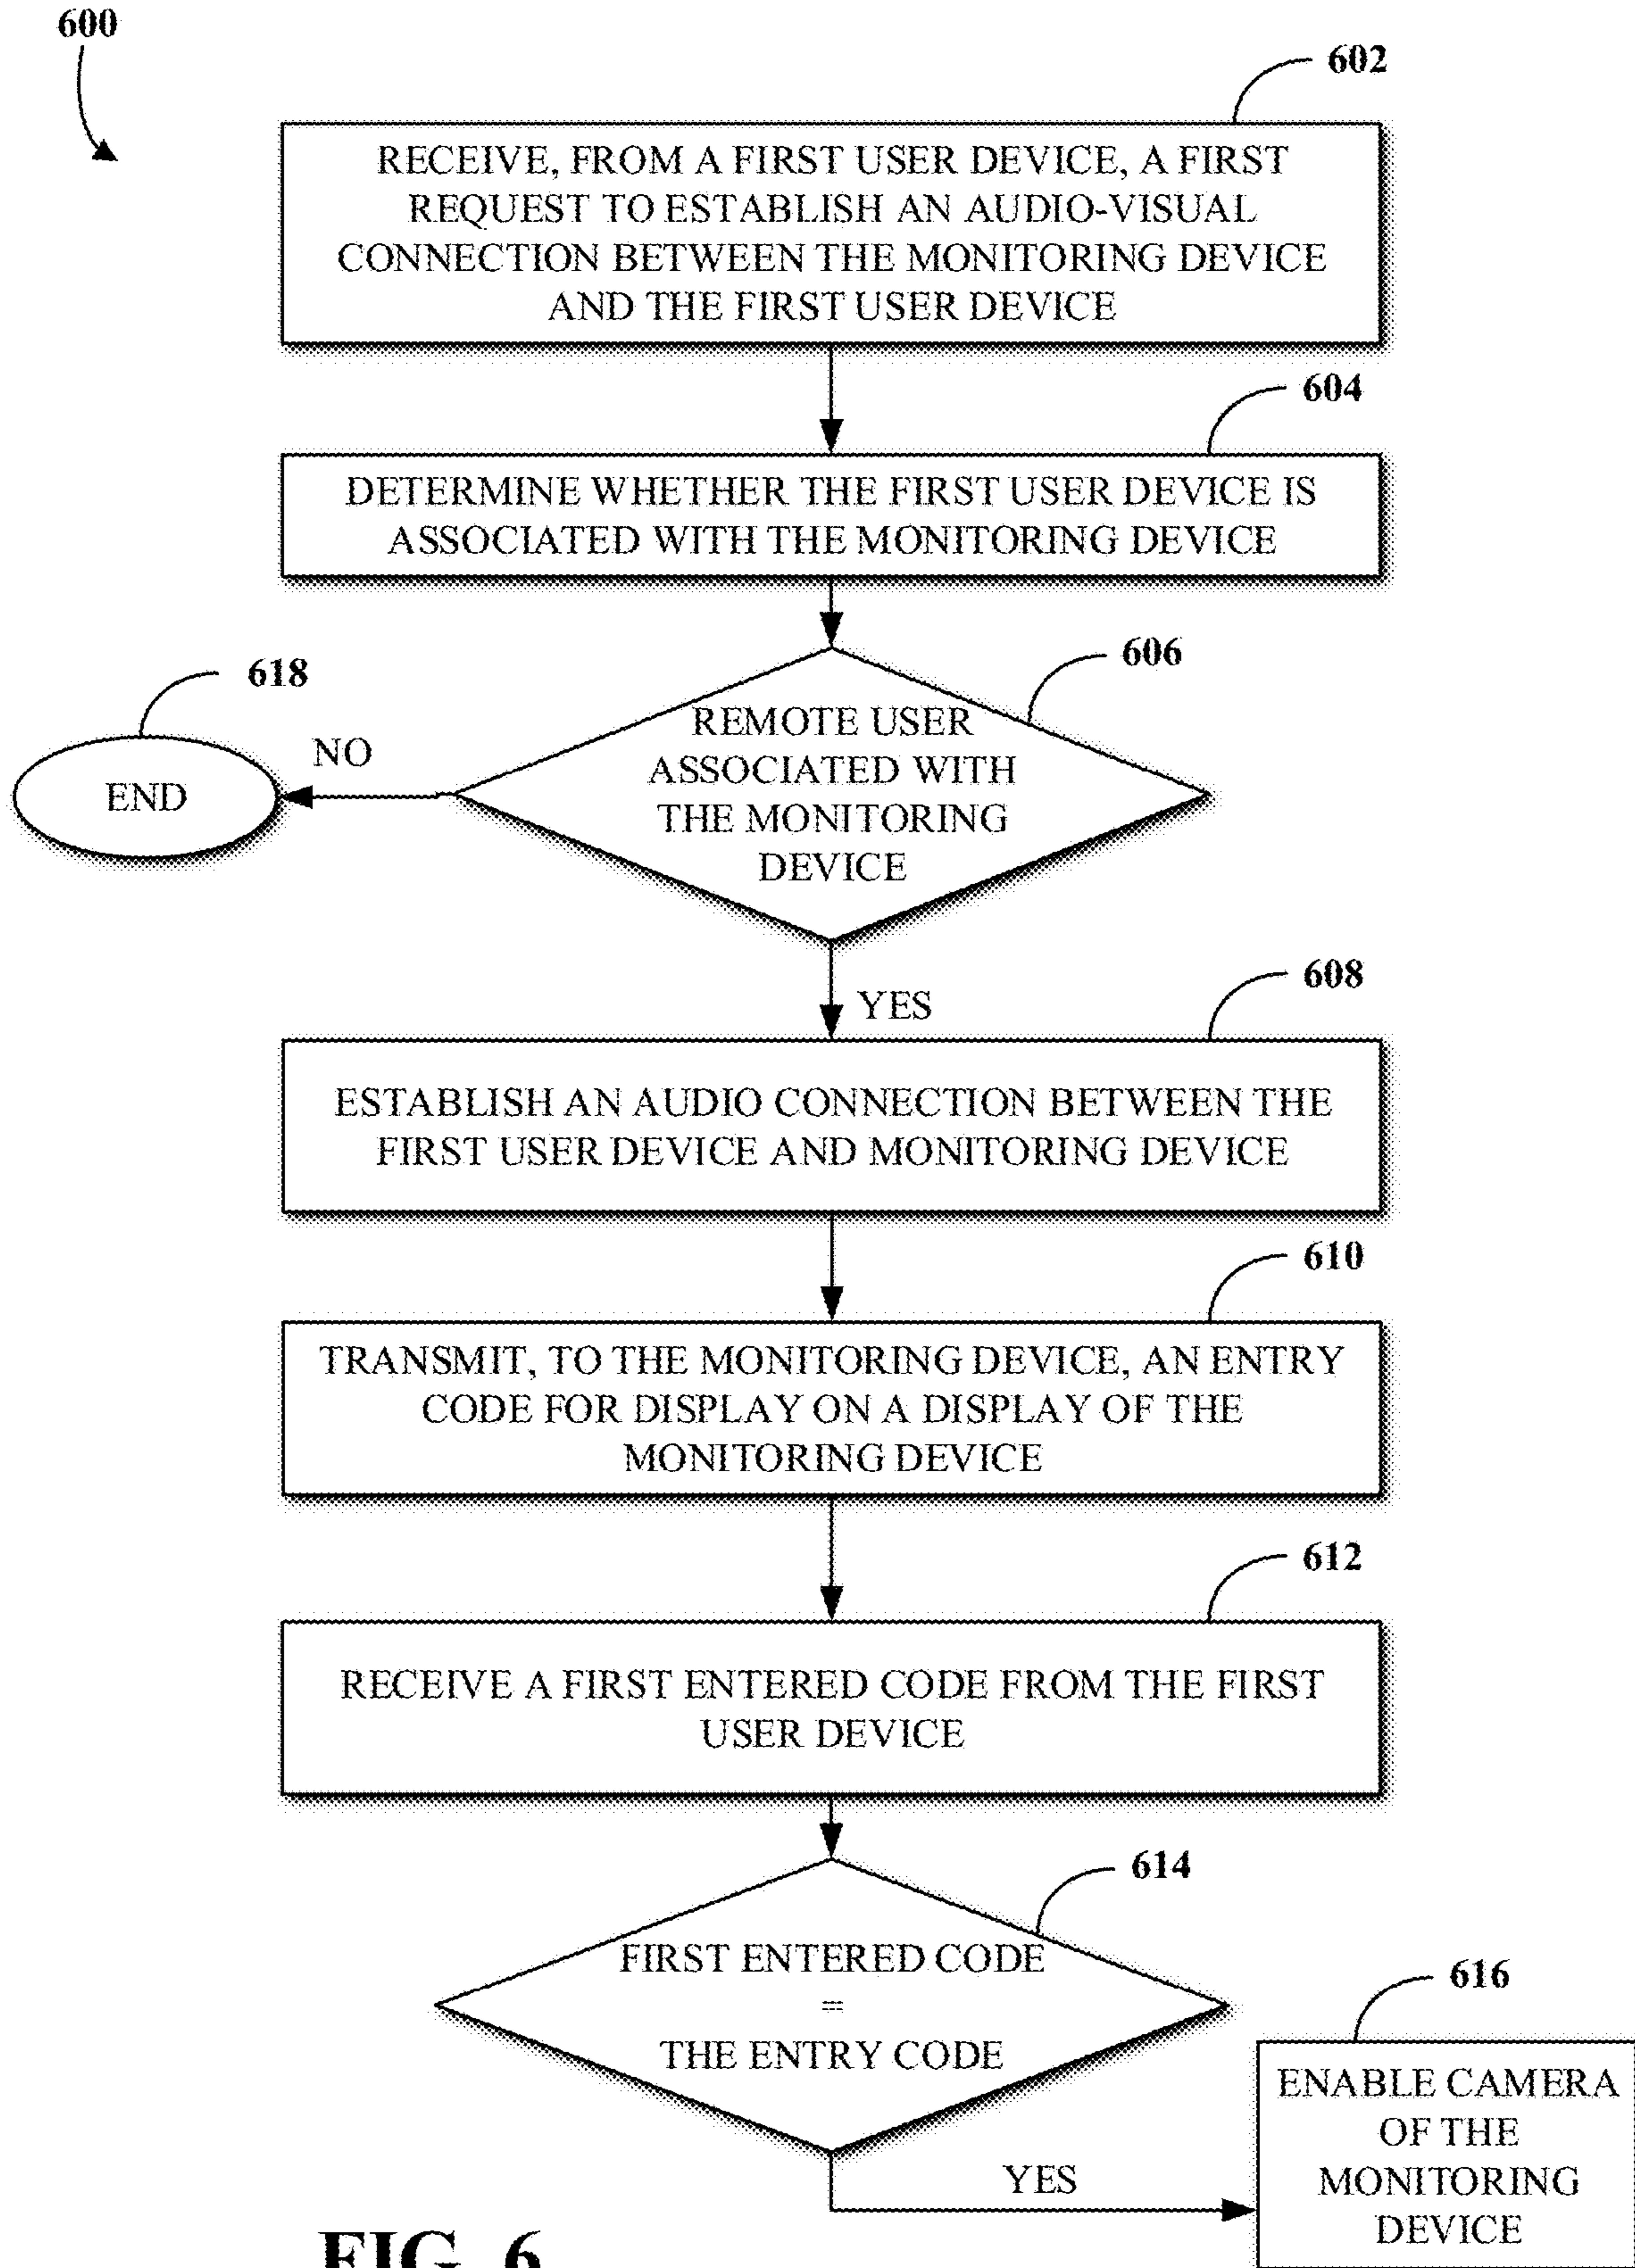 600
602
RECEIVE, FROM A FIRST USER DEVICE, A FIRST
REQUEST TO ESTABLISH AN AUDIO-VISUAL
CONNECTION BETWEEN THE MONITORING DEVICE
AND THE FIRST USER DEVICE
604
DETERMINE WHETHER THE FIRST USER DEVICE IS
ASSOCIATED WITH THE MONITORING DEVICE
606
REMOTE USER
ASSOCIATED WITH
THE MONITORING
DEVICE
618
NO
END
YES
608
ESTABLISH AN AUDIO CONNECTION BETWEEN THE
FIRST USER DEVICE AND MONITORING DEVICE
610
TRANSMIT, TO THE MONITORING DEVICE, AN ENTRY
CODE FOR DISPLAY ON A DISPLAY OF THE
MONITORING DEVICE
612
RECEIVE A FIRST ENTERED CODE FROM THE FIRST
USER DEVICE
614
FIRST ENTERED CODE
=
THE ENTRY CODE
YES
616
ENABLE CAMERA
OF THE
MONITORING
DEVICE
FIG. 6